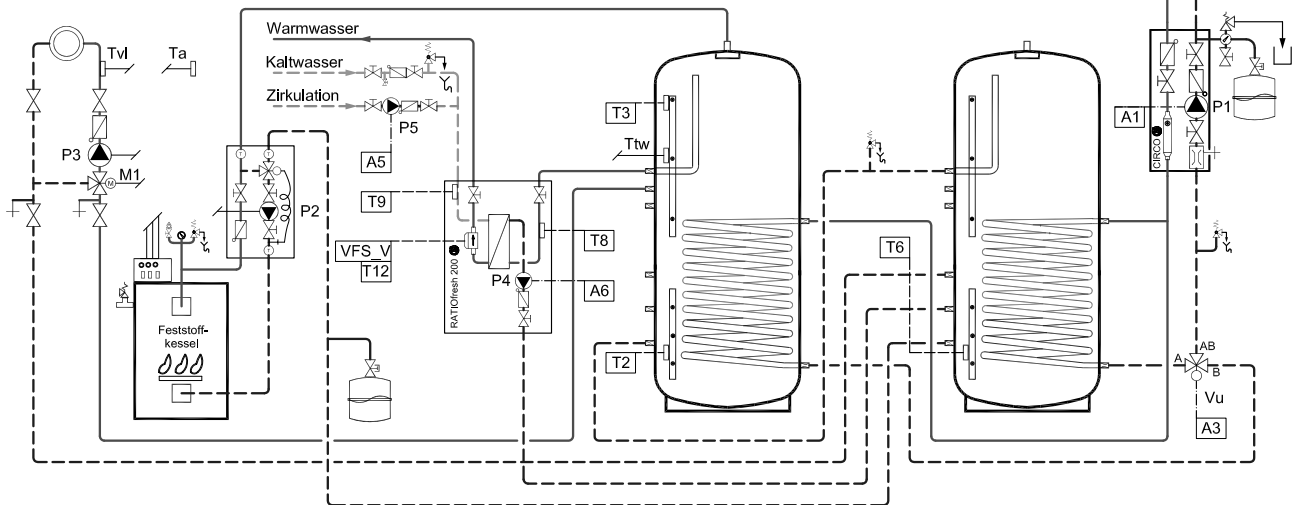 Warmwasser
Kaltwasser
Zirkulation
Tvl
Ta
P3
M
M1
P2
T
T
T
P5
A5
T9
VFS_V
T12
RATIOfresh 200
P4
T8
A6
T3
Ttw
T2
T6
Feststoff-
kessel
CIRCO
P1
A1
A
AB
B
Vu
A3